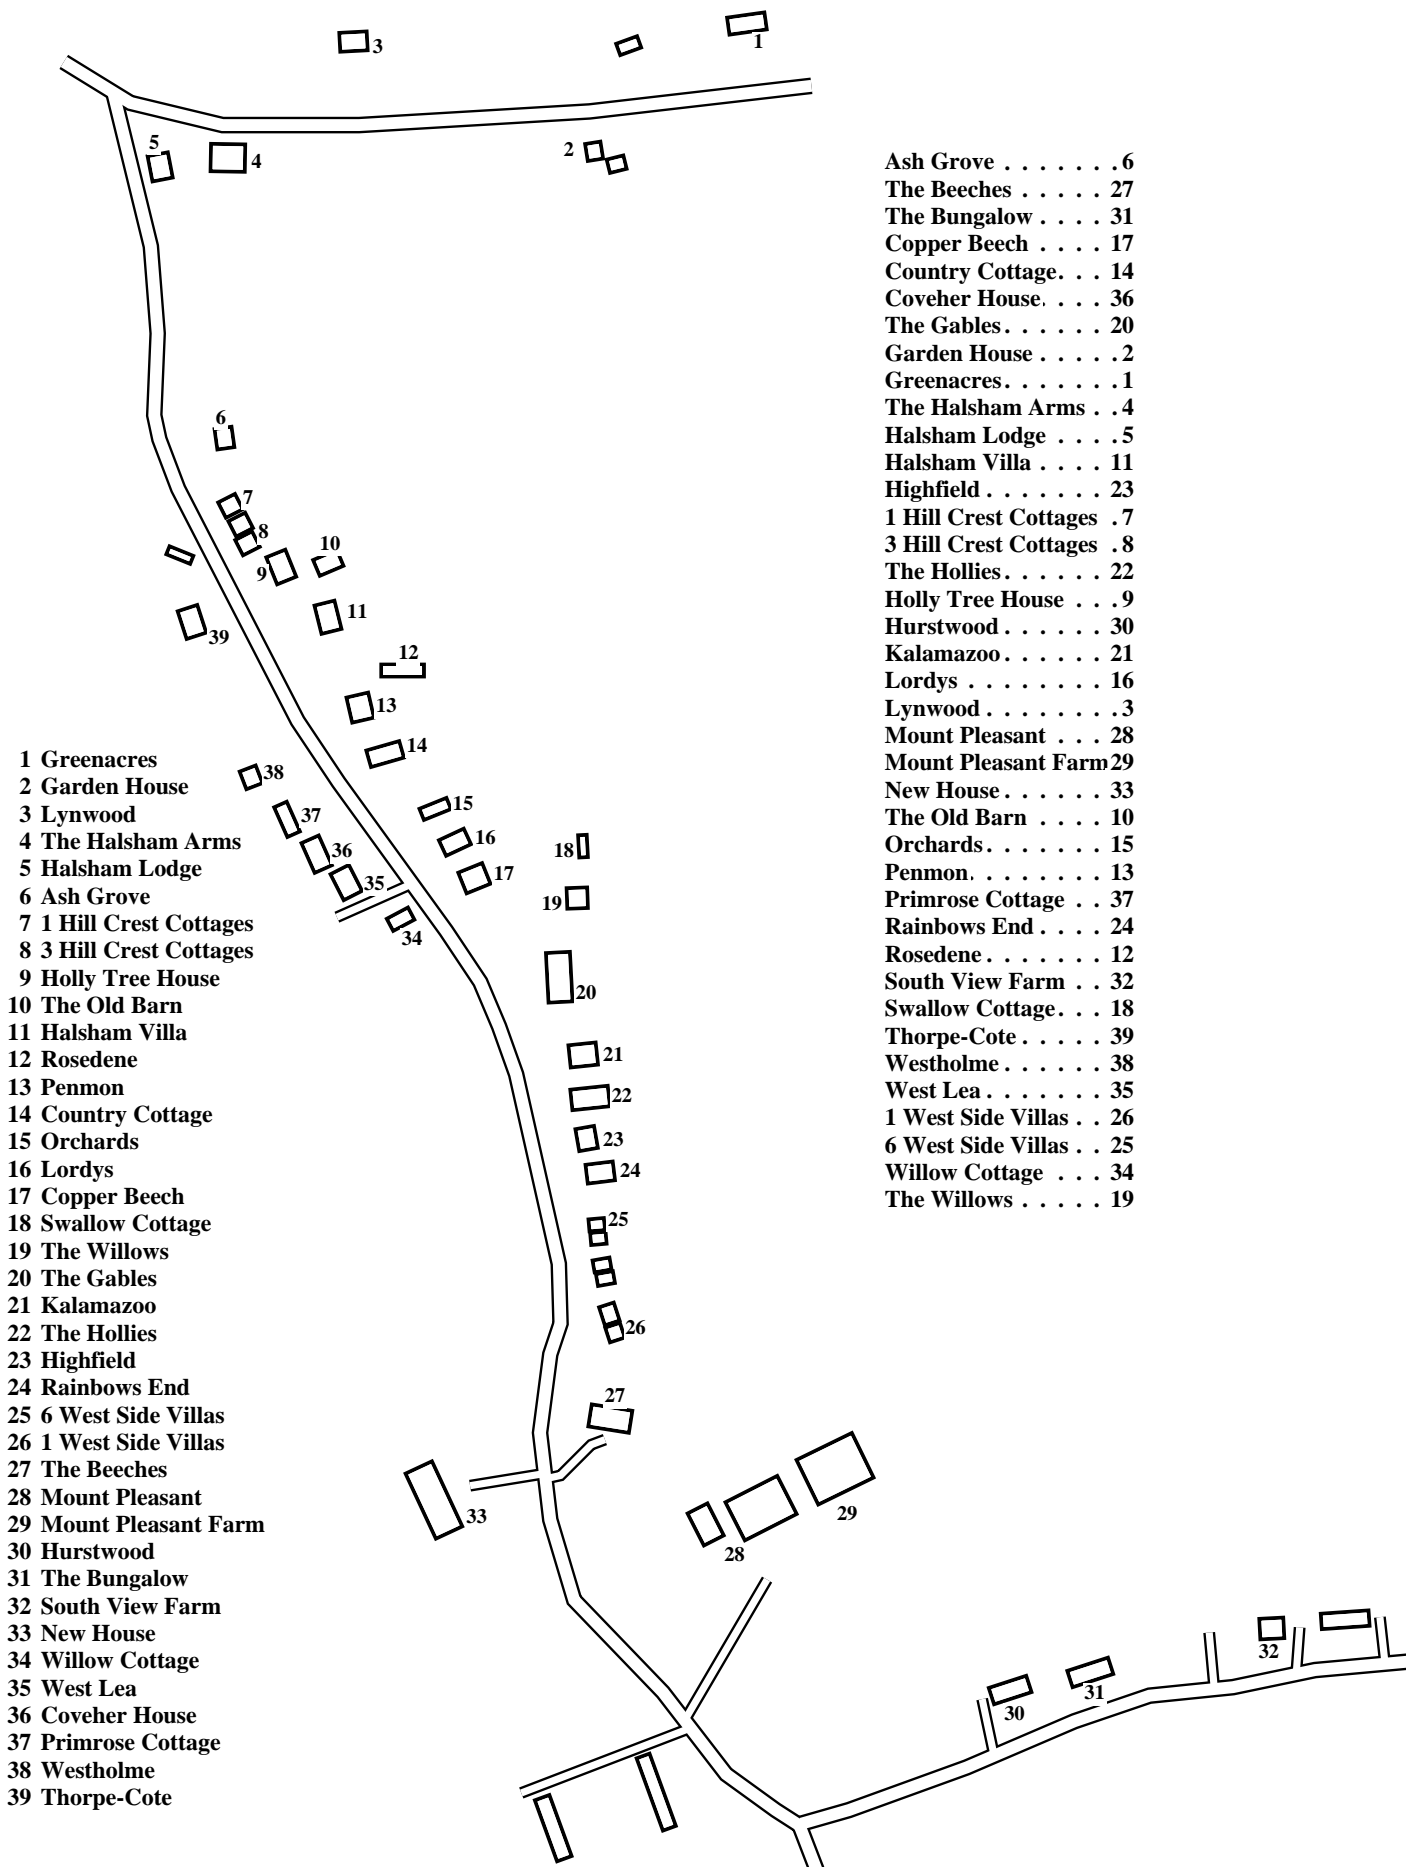 3
1
5
4
2
6
7
8
10
9
11
39
12
13
14
38
37
15
36
16
18
35
17
19
34
20
21
22
23
24
25
26
27
33
29
28
32
31
30
Ash Grove . . . . . . . 6
The Beeches . . . . . 27
The Bungalow . . . . 31
Copper Beech . . . . 17
Country Cottage. . . 14
Coveher House. . . . 36
The Gables. . . . . . 20
Garden House . . . . . 2
Greenacres. . . . . . . 1
The Halsham Arms . . 4
Halsham Lodge . . . . 5
Halsham Villa . . . . 11
Highfield . . . . . . . 23
1 Hill Crest Cottages . 7
3 Hill Crest Cottages . 8
The Hollies. . . . . . 22
Holly Tree House . . . 9
Hurstwood . . . . . . 30
Kalamazoo. . . . . . 21
Lordys . . . . . . . . 16
Lynwood . . . . . . . . 3
Mount Pleasant . . . 28
Mount Pleasant Farm 29
New House. . . . . . 33
The Old Barn . . . . 10
Orchards. . . . . . . 15
Penmon. . . . . . . . 13
Primrose Cottage . . 37
Rainbows End . . . . 24
Rosedene . . . . . . . 12
South View Farm . . 32
Swallow Cottage. . . 18
Thorpe-Cote . . . . . 39
Westholme . . . . . . 38
West Lea . . . . . . . 35
1 West Side Villas . . 26
6 West Side Villas . . 25
Willow Cottage . . . 34
The Willows . . . . . 19
1 Greenacres
2 Garden House
3 Lynwood
4 The Halsham Arms
5 Halsham Lodge
6 Ash Grove
7 1 Hill Crest Cottages
8 3 Hill Crest Cottages
9 Holly Tree House
10 The Old Barn
11 Halsham Villa
12 Rosedene
13 Penmon
14 Country Cottage
15 Orchards
16 Lordys
17 Copper Beech
18 Swallow Cottage
19 The Willows
20 The Gables
21 Kalamazoo
22 The Hollies
23 Highfield
24 Rainbows End
25 6 West Side Villas
26 1 West Side Villas
27 The Beeches
28 Mount Pleasant
29 Mount Pleasant Farm
30 Hurstwood
31 The Bungalow
32 South View Farm
33 New House
34 Willow Cottage
35 West Lea
36 Coveher House
37 Primrose Cottage
38 Westholme
39 Thorpe-Cote